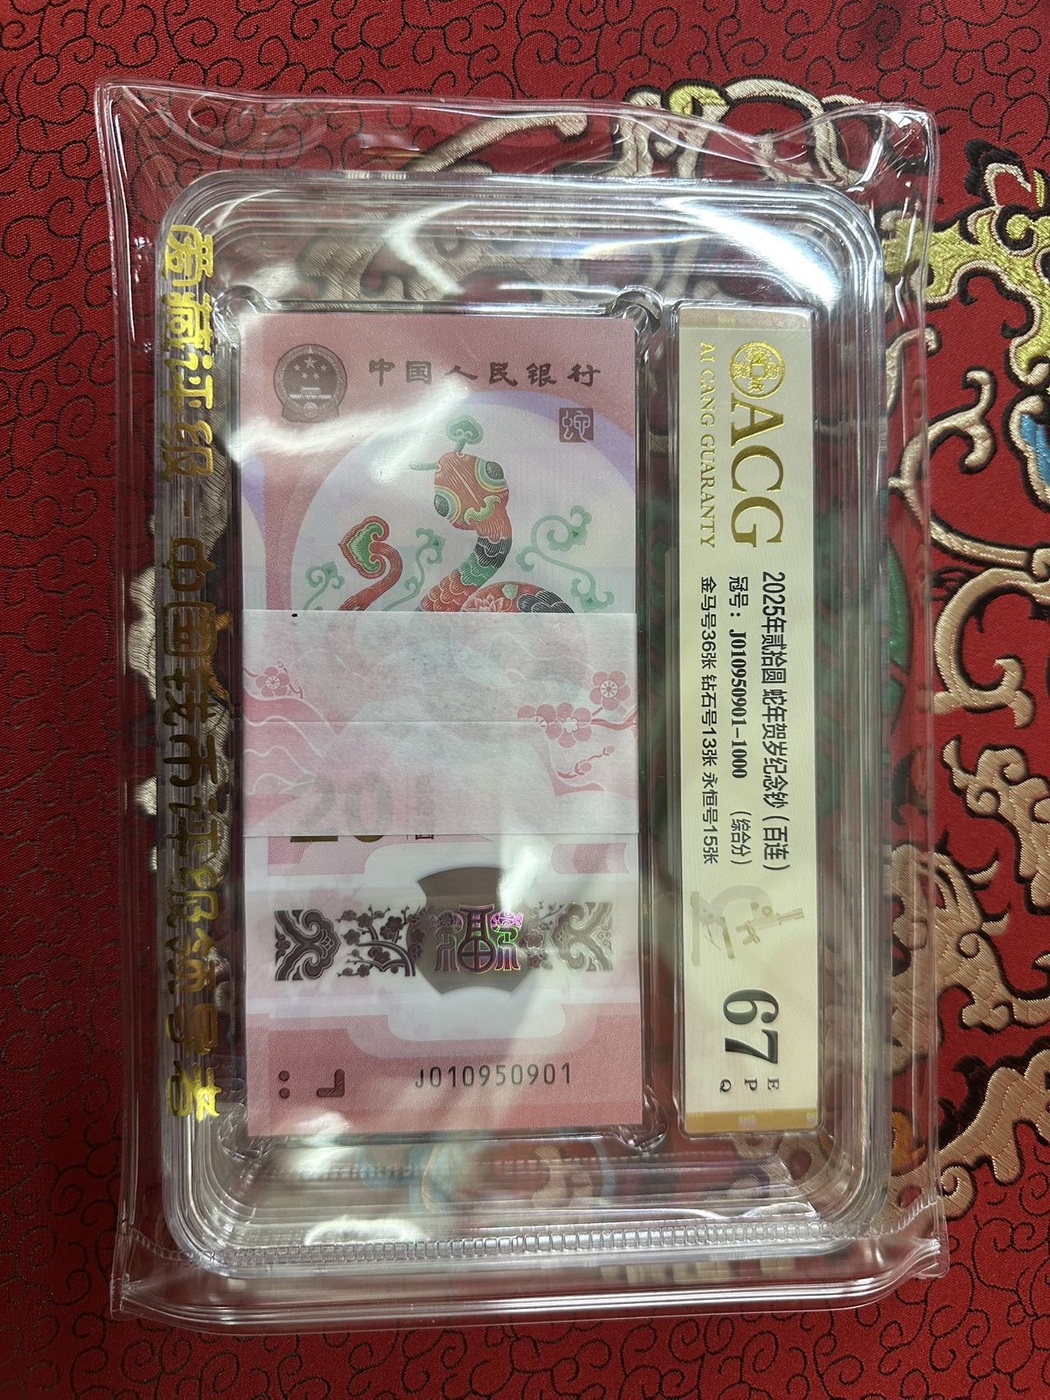 爱藏评级-中国钱币评级领导者
中国人民银行
蛇
福
J010950901
ACG
AI CANG GUARANTY
2025年贰拾圆 蛇年贺岁纪念钞（百连）
冠号：J010950901-1000 （综合分）
金马号36张 钻石号13张 永恒号15张
67
E
P
Q